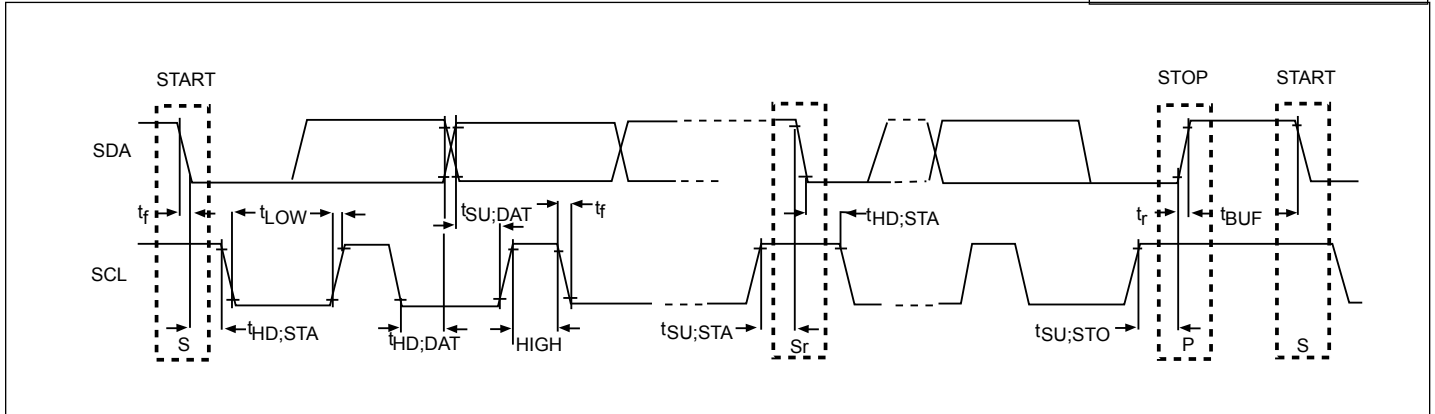 START STOP START
SDA
tf tLOW tSU;DAT tf tHD;STA tr tBUF
SCL
tHD;STA tHD;DAT HIGH tSU;STA tSU;STO
S Sr P S